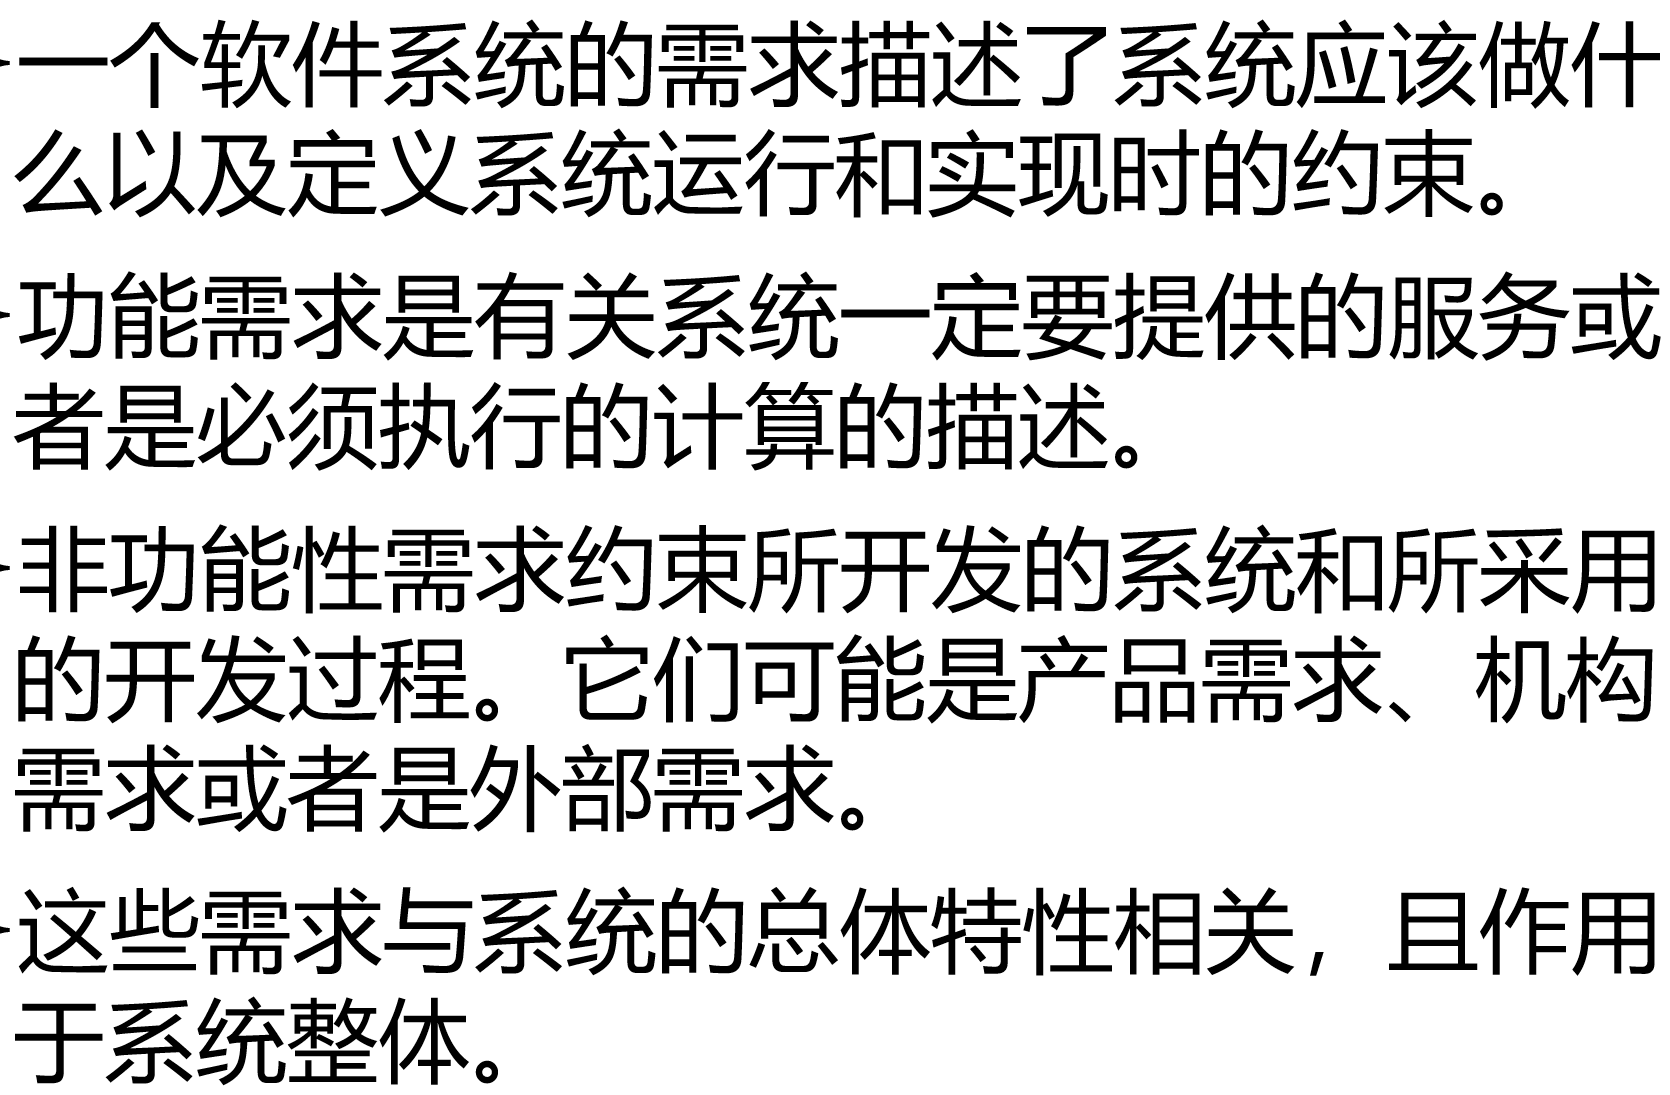 一个软件系统的需求描述了系统应该做什
么以及定义系统运行和实现时的约束。
功能需求是有关系统一定要提供的服务或
者是必须执行的计算的描述。
非功能性需求约束所开发的系统和所采用
的开发过程。它们可能是产品需求、机构
需求或者是外部需求。
这些需求与系统的总体特性相关，且作用
于系统整体。